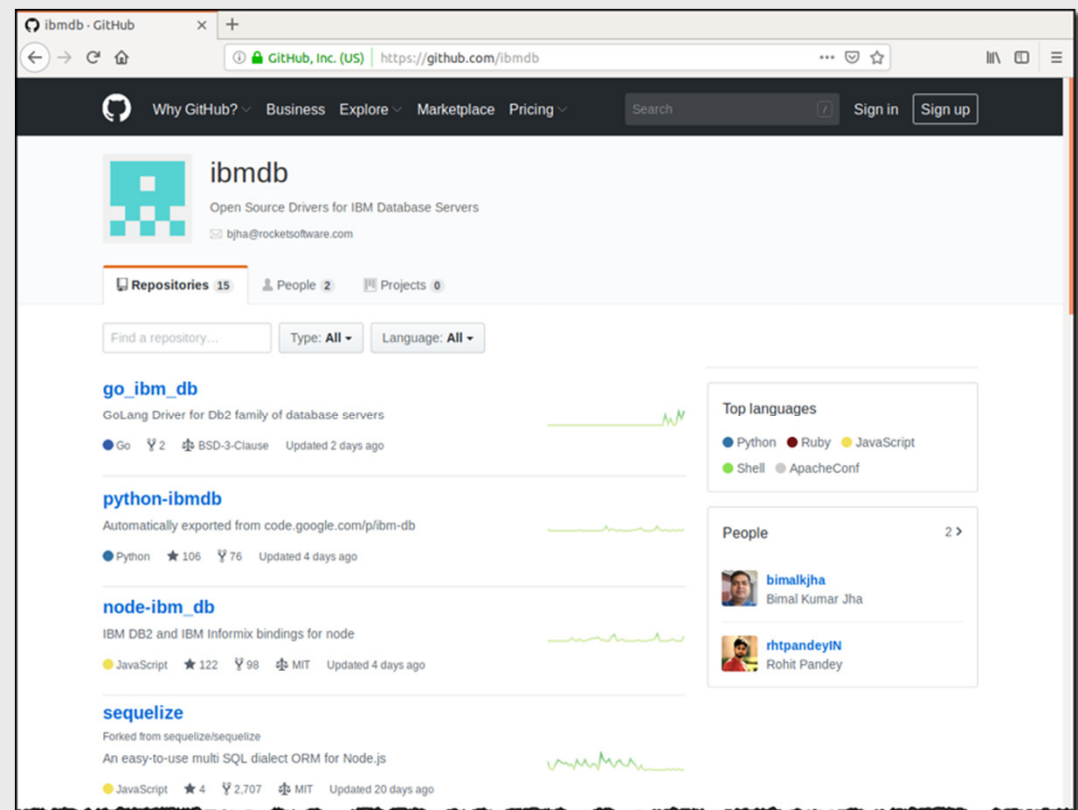 ibmdb · GitHub
GitHub, Inc. (US) https://github.com/ibmdb
Why GitHub? Business Explore Marketplace Pricing Search / Sign in Sign up
ibmdb
Open Source Drivers for IBM Database Servers
bjha@rocketsoftware.com
Repositories 15 People 2 Projects 0
Find a repository… Type: All Language: All
go_ibm_db
GoLang Driver for Db2 family of database servers
Go 2 BSD-3-Clause Updated 2 days ago
python-ibmdb
Automatically exported from code.google.com/p/ibm-db
Python 106 76 Updated 4 days ago
node-ibm_db
IBM DB2 and IBM Informix bindings for node
JavaScript 122 98 MIT Updated 4 days ago
sequelize
Forked from sequelize/sequelize
An easy-to-use multi SQL dialect ORM for Node.js
JavaScript 4 2,707 MIT Updated 20 days ago
Top languages
Python Ruby JavaScript
Shell ApacheConf
People 2
bimalkjha
Bimal Kumar Jha
rhtpandeyIN
Rohit Pandey